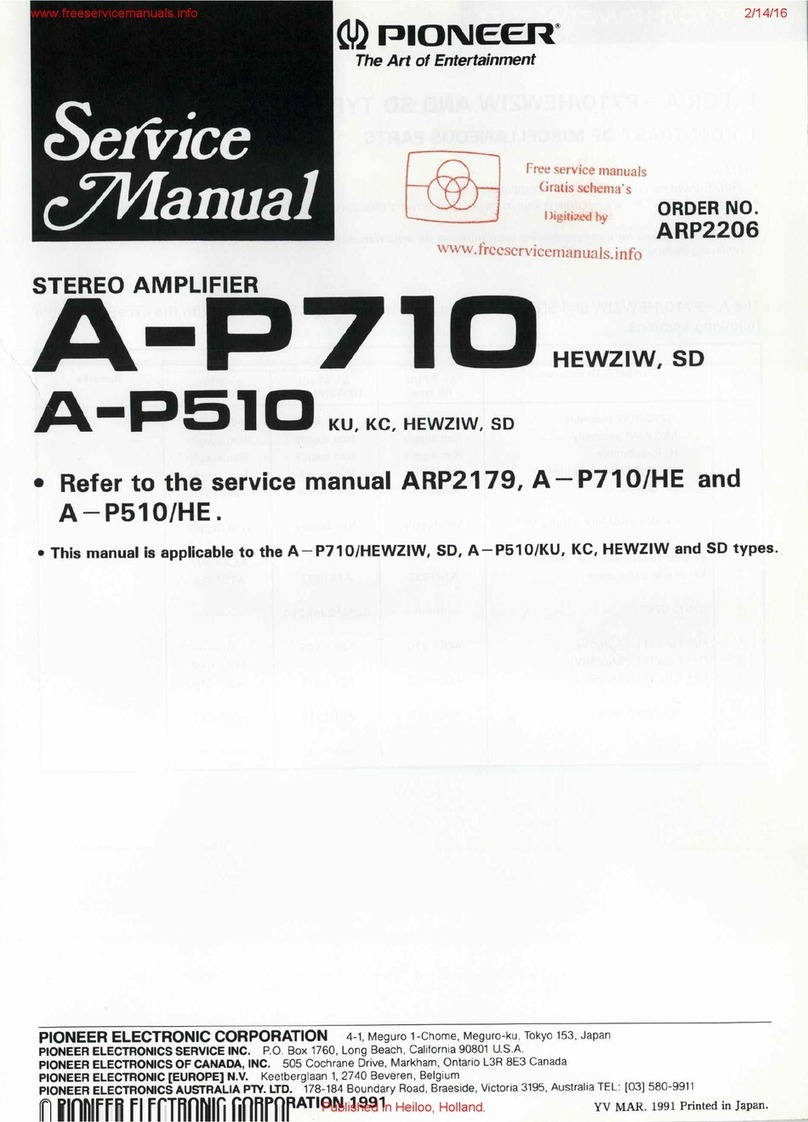 www.freeservicemanuals.info
2/14/16
PIONEER®
The Art of Entertainment
Service
Manual
Free service manuals
Gratis schema's
Digitized by
www.freeservicemanuals.info
ORDER NO.
ARP2206
STEREO AMPLIFIER
A-P710 HEWZIW, SD
A-P510 KU, KC, HEWZIW, SD
• Refer to the service manual ARP2179, A-P710/HE and
A-P510/HE.
• This manual is applicable to the A-P710/HEWZIW, SD, A-P510/KU, KC, HEWZIW and SD types.
PIONEER ELECTRONIC CORPORATION 4-1, Meguro 1-Chome, Meguro-ku, Tokyo 153, Japan
PIONEER ELECTRONICS SERVICE INC. P.O. Box 1760, Long Beach, California 90801 U.S.A.
PIONEER ELECTRONICS OF CANADA, INC. 505 Cochrane Drive, Markham, Ontario L3R 8E3 Canada
PIONEER ELECTRONIC [EUROPE] N.V. Keetberglaan 1, 2740 Beveren, Belgium
PIONEER ELECTRONICS AUSTRALIA PTY. LTD. 178-184 Boundary Road, Braeside, Victoria 3195, Australia TEL: [03] 580-9911
© PIONEER ELECTRONIC CORPORATION 1991
Published in Heiloo, Holland.
YV MAR. 1991 Printed in Japan.